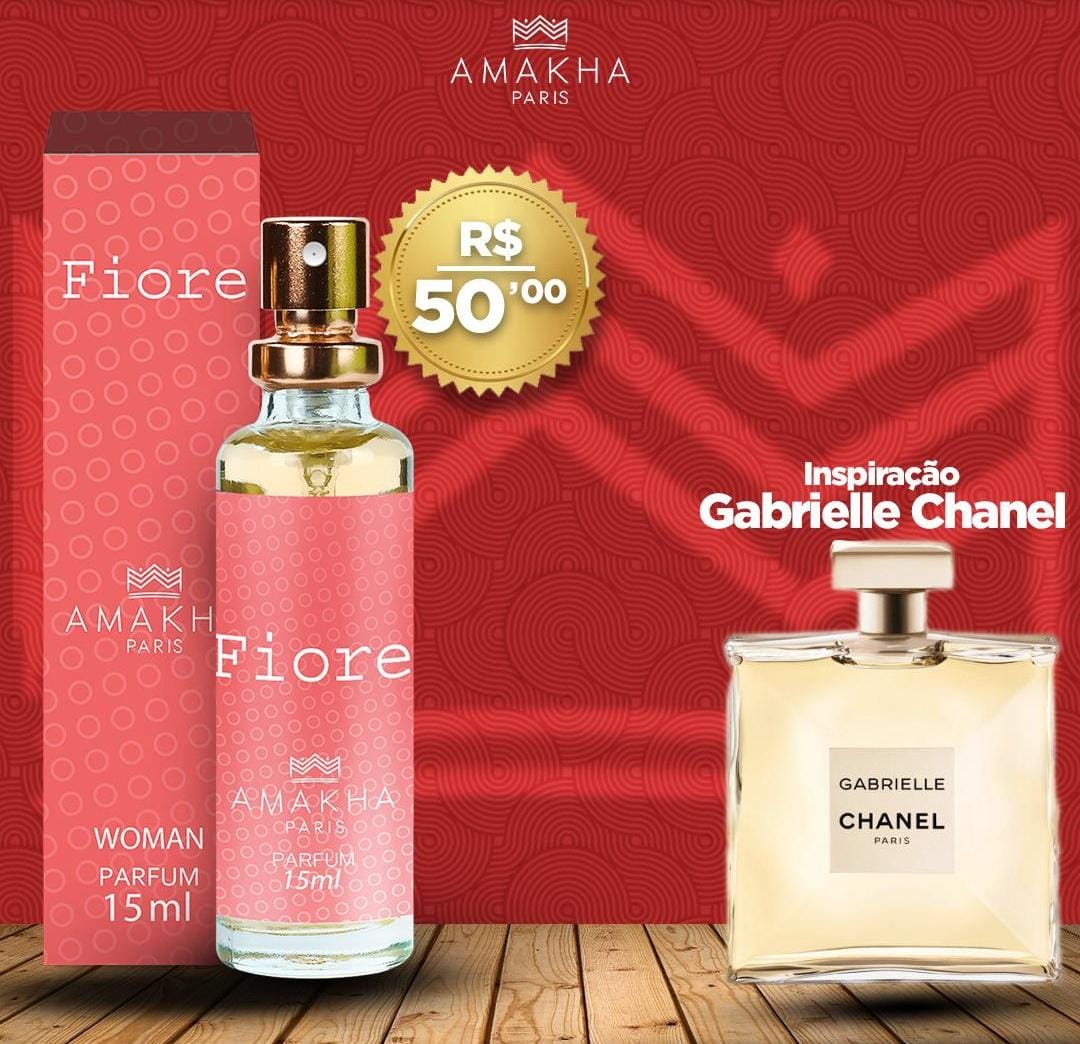 AMAKHA
PARIS
Fiore
AMAKH
PARIS
WOMAN
PARFUM
15ml
Fiore
AMAKHA
PARIS
PARFUM
15ml
R$
50,00
Inspiração
Gabrielle Chanel
GABRIELLE
CHANEL
PARIS